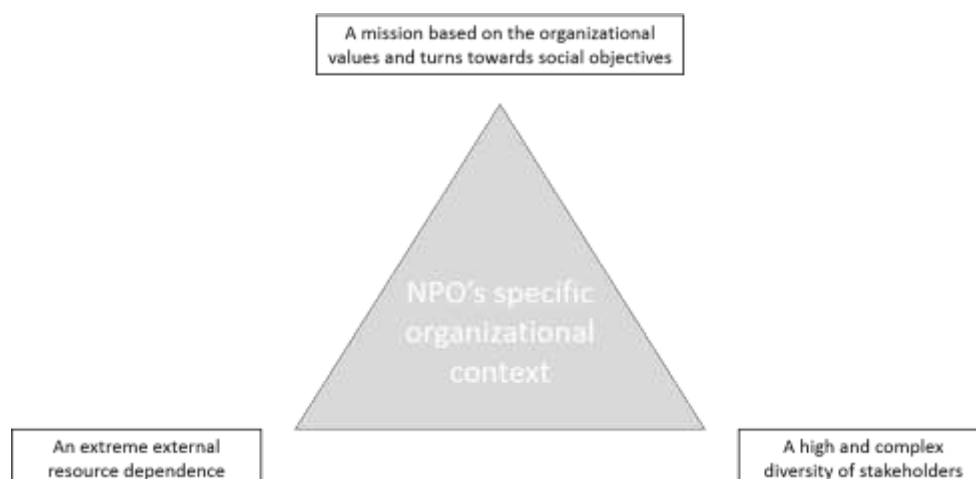 A mission based on the organizational
values and turns towards social objectives
NPO's specific
organizational
context
An extreme external
resource dependence
A high and complex
diversity of stakeholders